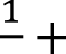 1
— +